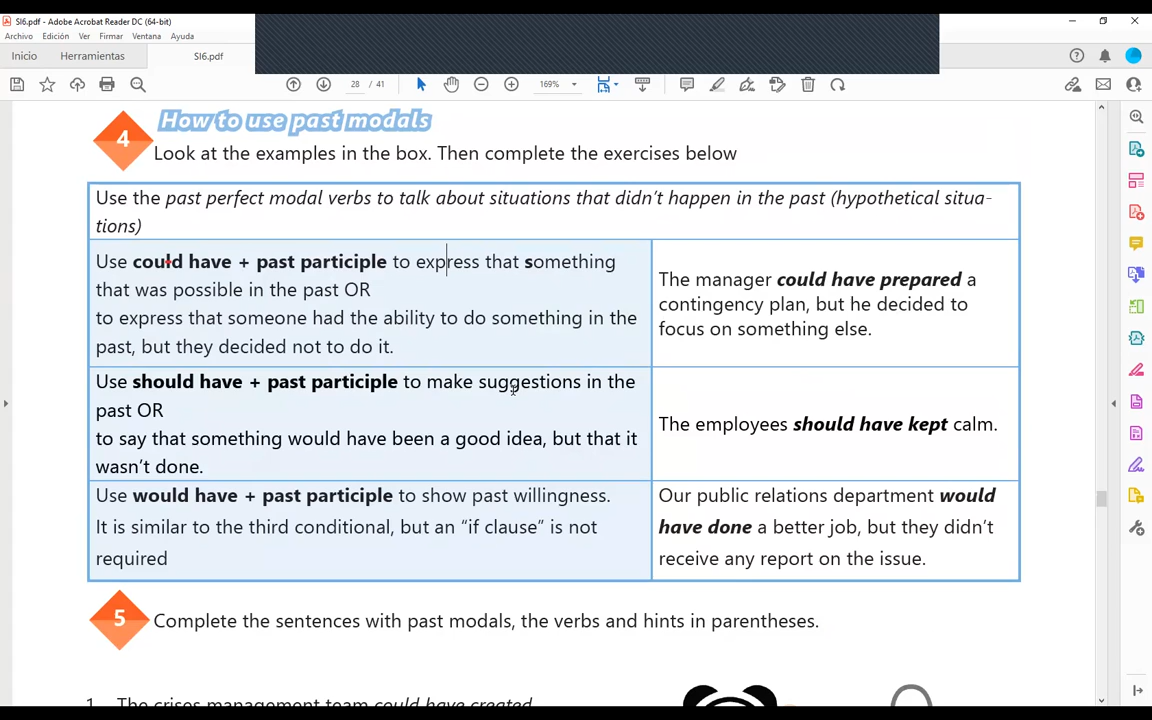 SI6.pdf - Adobe Acrobat Reader DC (64-bit)
Archivo Edición Ver Firmar Ventana Ayuda
Inicio Herramientas SI6.pdf
28 / 41 169%
4 How to use past modals
Look at the examples in the box. Then complete the exercises below
Use the past perfect modal verbs to talk about situations that didn't happen in the past (hypothetical situa-
tions)
Use could have + past participle to express that something
that was possible in the past OR
to express that someone had the ability to do something in the
past, but they decided not to do it.
The manager could have prepared a
contingency plan, but he decided to
focus on something else.
Use should have + past participle to make suggestions in the
past OR
to say that something would have been a good idea, but that it
wasn't done.
The employees should have kept calm.
Use would have + past participle to show past willingness.
It is similar to the third conditional, but an “if clause” is not
required
Our public relations department would
have done a better job, but they didn't
receive any report on the issue.
5 Complete the sentences with past modals, the verbs and hints in parentheses.
1. The crises management team could have created